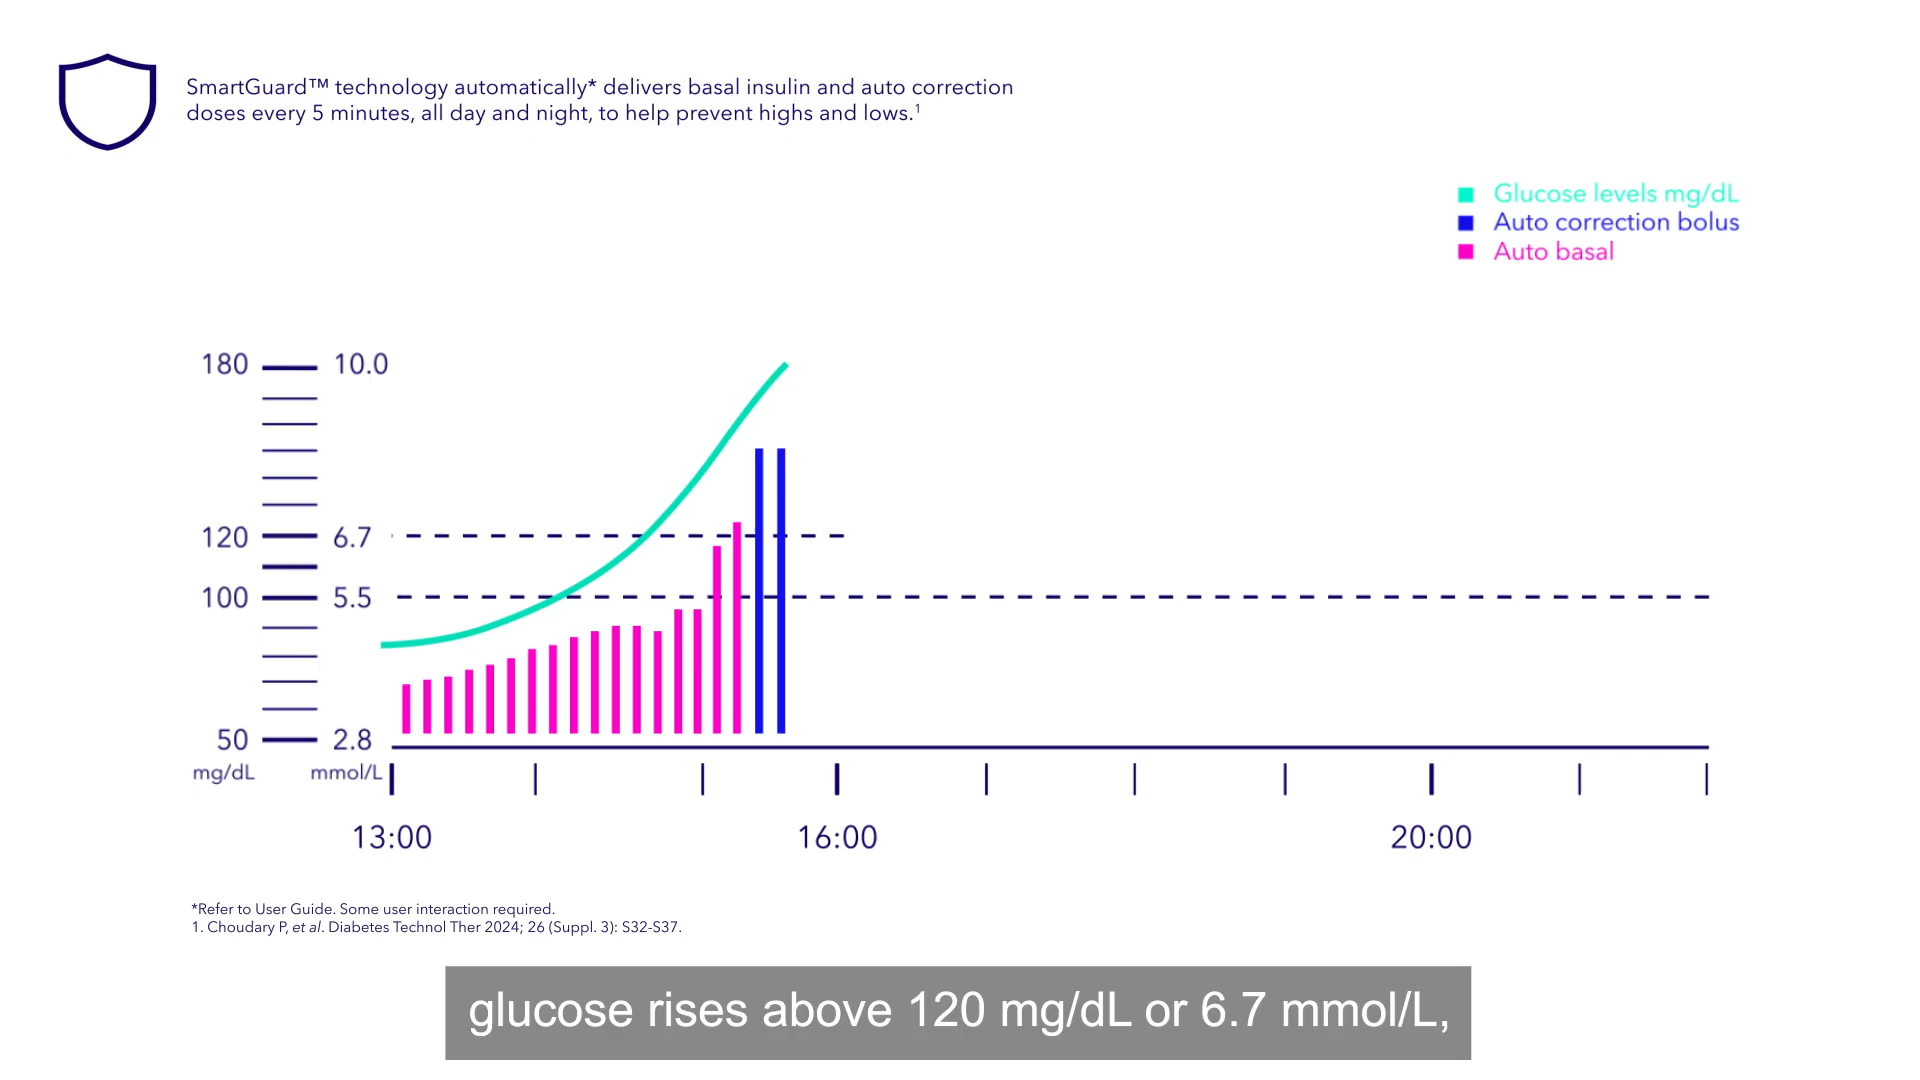 SmartGuard™ technology automatically* delivers basal insulin and auto correction
doses every 5 minutes, all day and night, to help prevent highs and lows.¹
Glucose levels mg/dL
Auto correction bolus
Auto basal
180 10.0
120 6.7
100 5.5
50 2.8
mg/dL mmol/L
13:00 16:00 20:00
*Refer to User Guide. Some user interaction required.
1. Choudary P, et al. Diabetes Technol Ther 2024; 26 (Suppl. 3): S32-S37.
glucose rises above 120 mg/dL or 6.7 mmol/L,